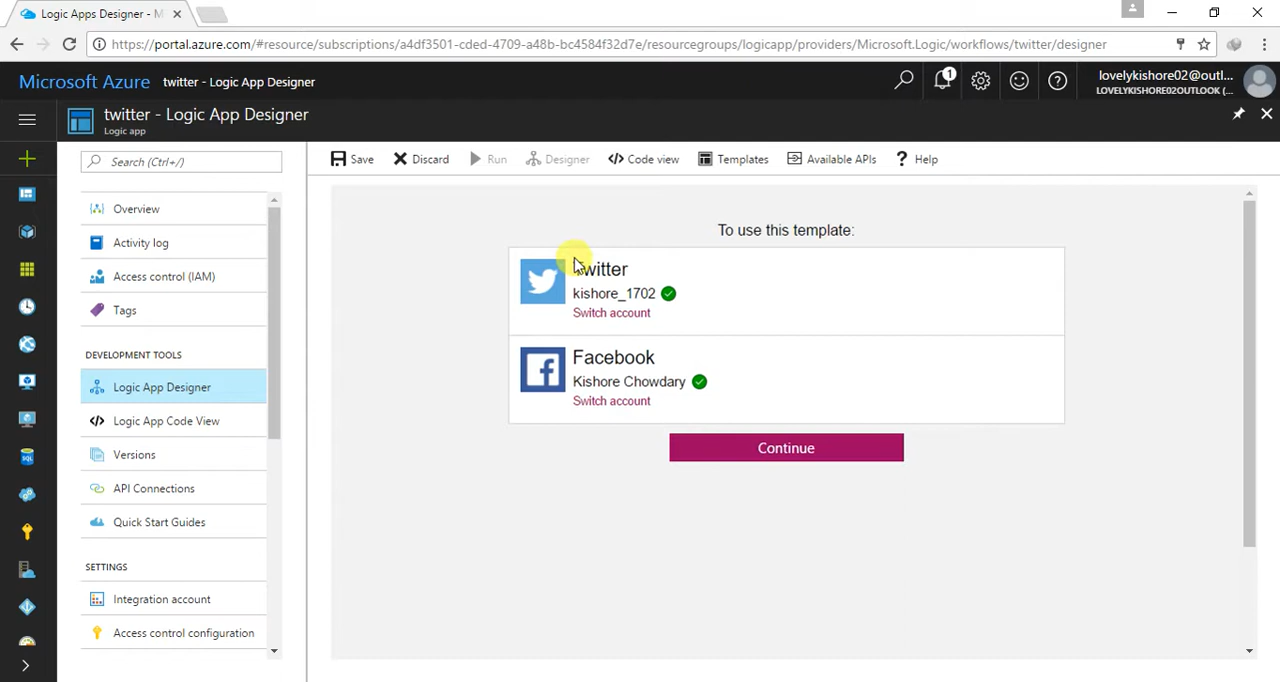 Logic Apps Designer - M
https://portal.azure.com/#resource/subscriptions/a4df3501-cded-4709-a48b-bc4584f32d7e/resourcegroups/logicapp/providers/Microsoft.Logic/workflows/twitter/designer
Microsoft Azure twitter - Logic App Designer
1
lovelykishore02@outl...
LOVELYKISHORE02OUTLOOK (...
twitter - Logic App Designer
Logic app
Search (Ctrl+/)
Save Discard Run Designer Code view Templates Available APIs Help
Overview
Activity log
Access control (IAM)
Tags
DEVELOPMENT TOOLS
Logic App Designer
Logic App Code View
Versions
API Connections
Quick Start Guides
SETTINGS
Integration account
Access control configuration
To use this template:
Twitter
kishore_1702
Switch account
Facebook
Kishore Chowdary
Switch account
Continue